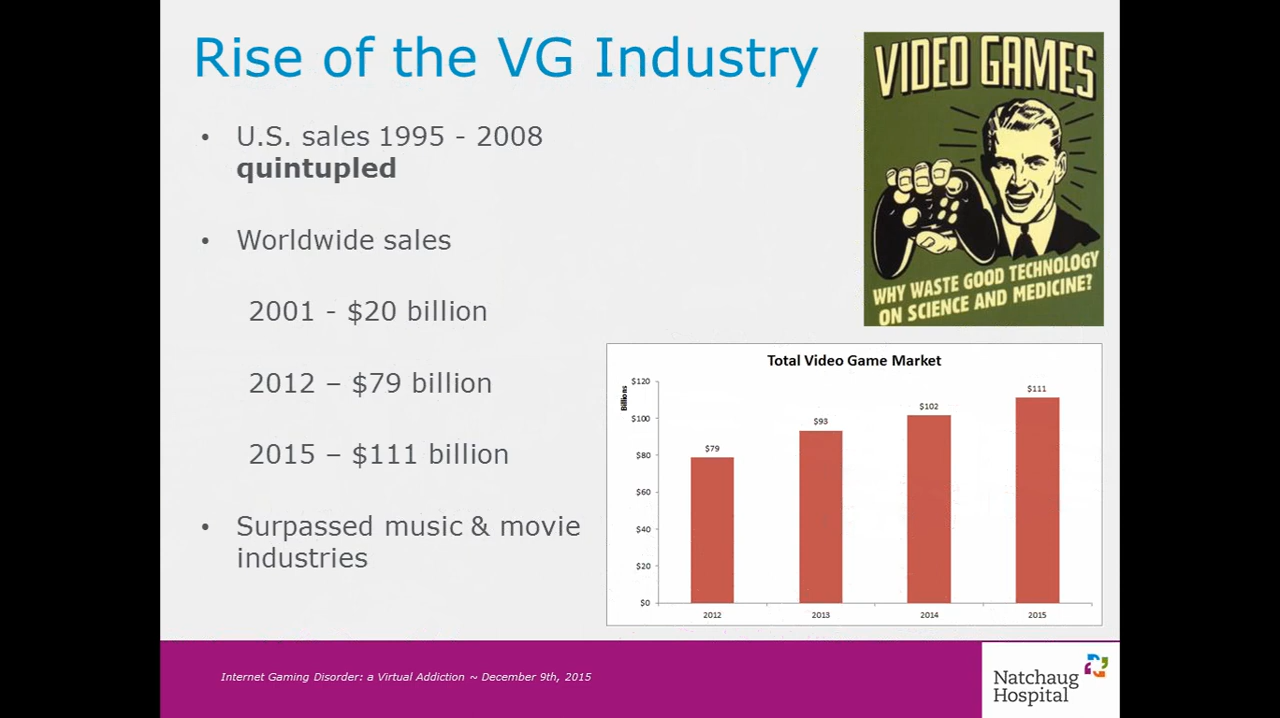 Rise of the VG Industry
• U.S. sales 1995 - 2008
quintupled
• Worldwide sales
2001 - $20 billion
2012 – $79 billion
2015 – $111 billion
• Surpassed music & movie
industries
VIDEO GAMES
WHY WASTE GOOD TECHNOLOGY
ON SCIENCE AND MEDICINE?
Total Video Game Market
Billions
$120
$100
$80
$60
$40
$20
$0
$79
$93
$102
$111
2012
2013
2014
2015
Internet Gaming Disorder: a Virtual Addiction ~ December 9th, 2015
Natchaug
Hospital